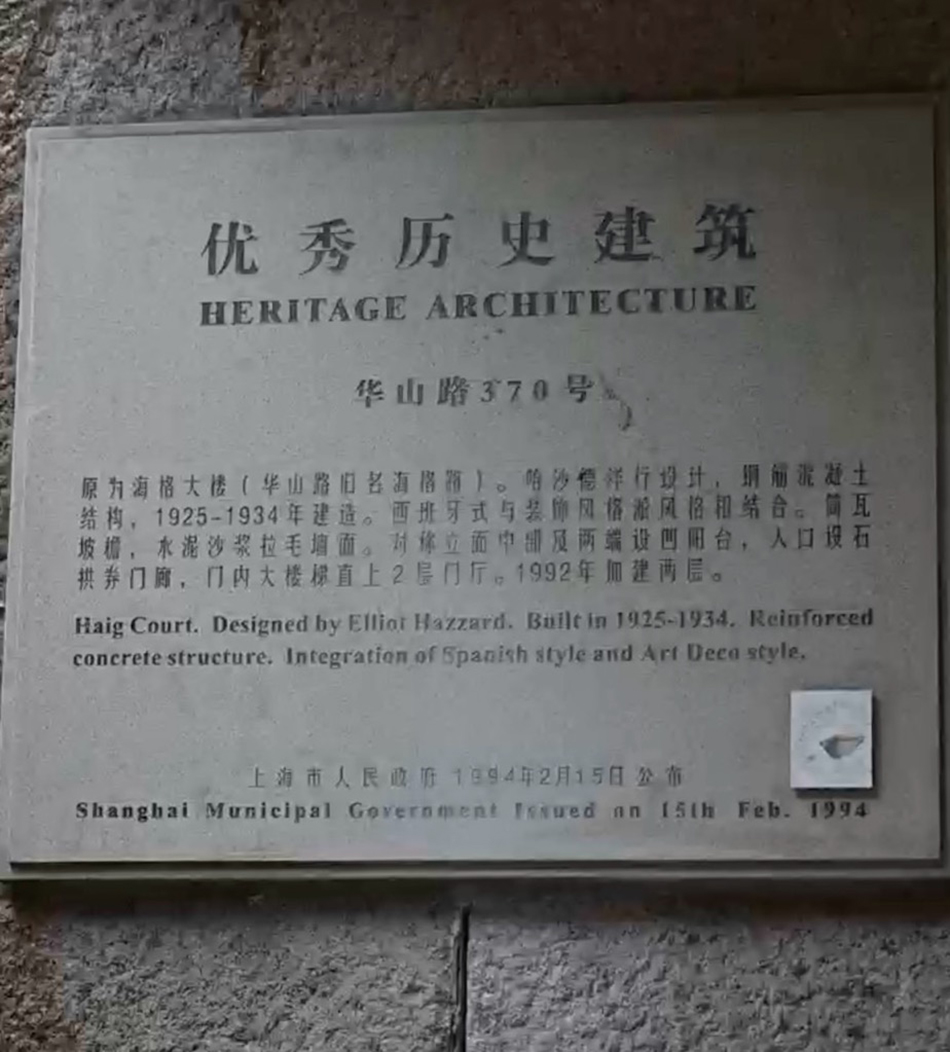 优秀历史建筑
HERITAGE ARCHITECTURE
华山路370号
原为海格大楼(华山路旧名海格路)。哈沙德洋行设计，钢筋混凝土
结构，1925-1934年建造。西班牙式与装饰风格派风格相结合。筒瓦
坡檐，水泥沙浆拉毛墙面。对称立面中部及两端设凹阳台，入口设石
拱券门廊，门内大楼梯直上2层门厅。1992年加建两层。
Haig Court. Designed by Elliot Hazzard. Built in 1925-1934. Reinforced
concrete structure. Integration of Spanish style and Art Deco style.
上海市人民政府 1994年2月15日公布
Shanghai Municipal Government Issued on 15th Feb. 1994